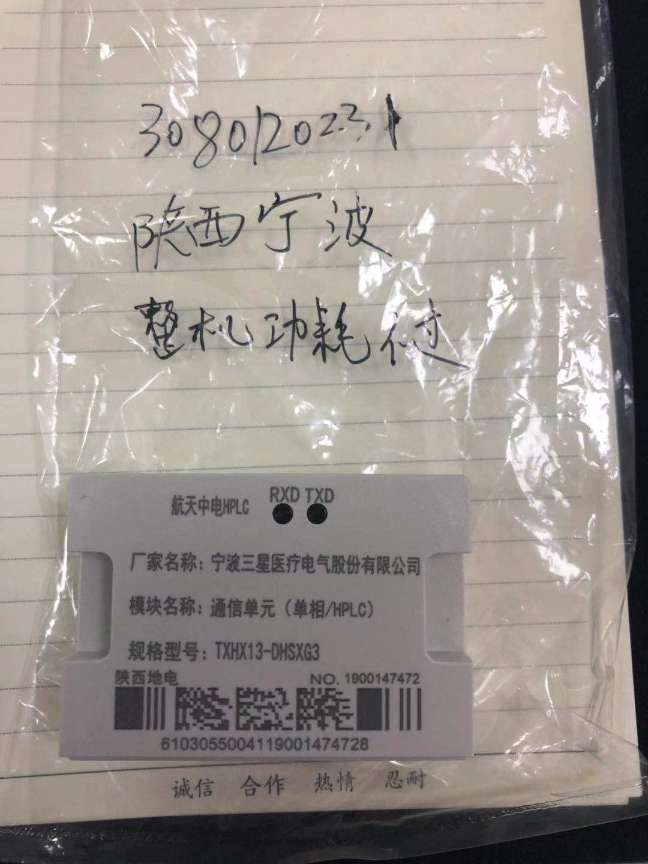 308012023.1
陕西宁波
整机功耗过
航天中电HPLC RXD TXD
厂家名称：宁波三星医疗电气股份有限公司
模块名称：通信单元（单相/HPLC）
规格型号：TXHX13-DHSXG3
陕西地电 NO. 1900147472
6103055004119001474728
诚信 合作 热情 忍耐